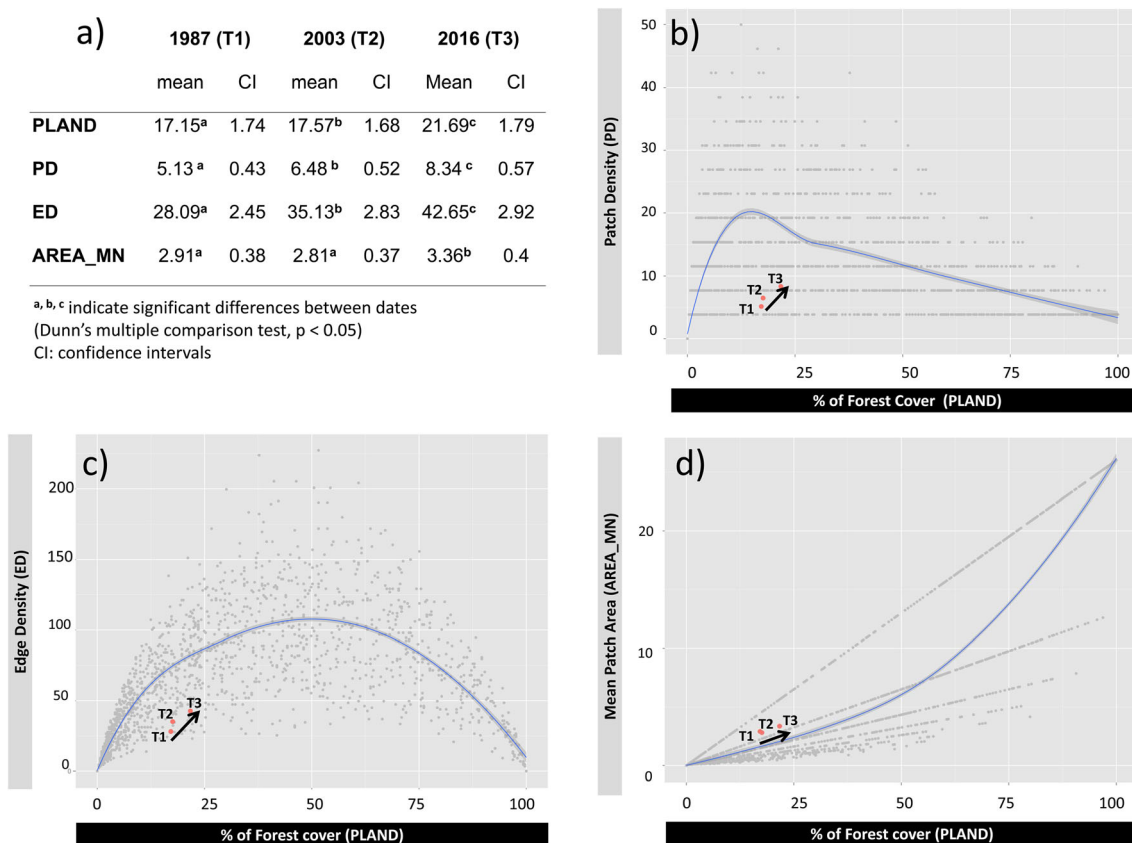 a)
1987 (T1) 2003 (T2) 2016 (T3)
mean CI mean CI Mean CI
PLAND 17.15a 1.74 17.57b 1.68 21.69c 1.79
PD 5.13 a 0.43 6.48 b 0.52 8.34 c 0.57
ED 28.09a 2.45 35.13b 2.83 42.65c 2.92
AREA_MN 2.91a 0.38 2.81a 0.37 3.36b 0.4
a, b, c indicate significant differences between dates
(Dunn's multiple comparison test, p < 0.05)
CI: confidence intervals
b)
Patch Density (PD)
50
40
30
20
10
0
T3
T2
T1
0 25 50 75 100
% of Forest Cover (PLAND)
c)
Edge Density (ED)
200
150
100
50
0
T3
T2
T1
0 25 50 75 100
% of Forest cover (PLAND)
d)
Mean Patch Area (AREA_MN)
20
10
0
T3
T2
T1
0 25 50 75 100
% of Forest cover (PLAND)